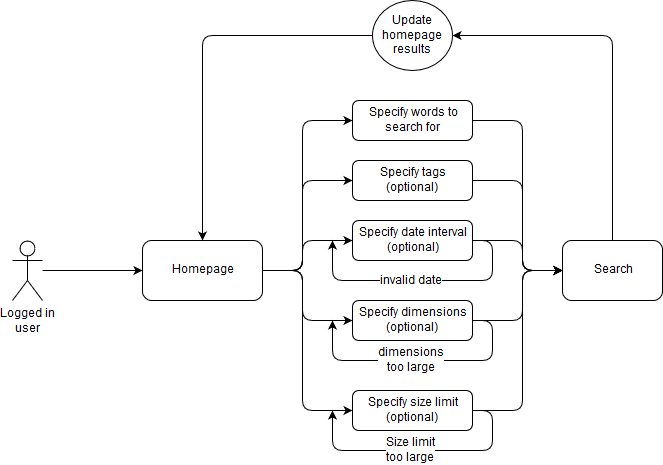 Update
homepage
results
Specify words to
search for
Specify tags
(optional)
Specify date interval
(optional)
invalid date
Homepage
Search
Logged in
user
Specify dimensions
(optional)
dimensions
too large
Specify size limit
(optional)
Size limit
too large